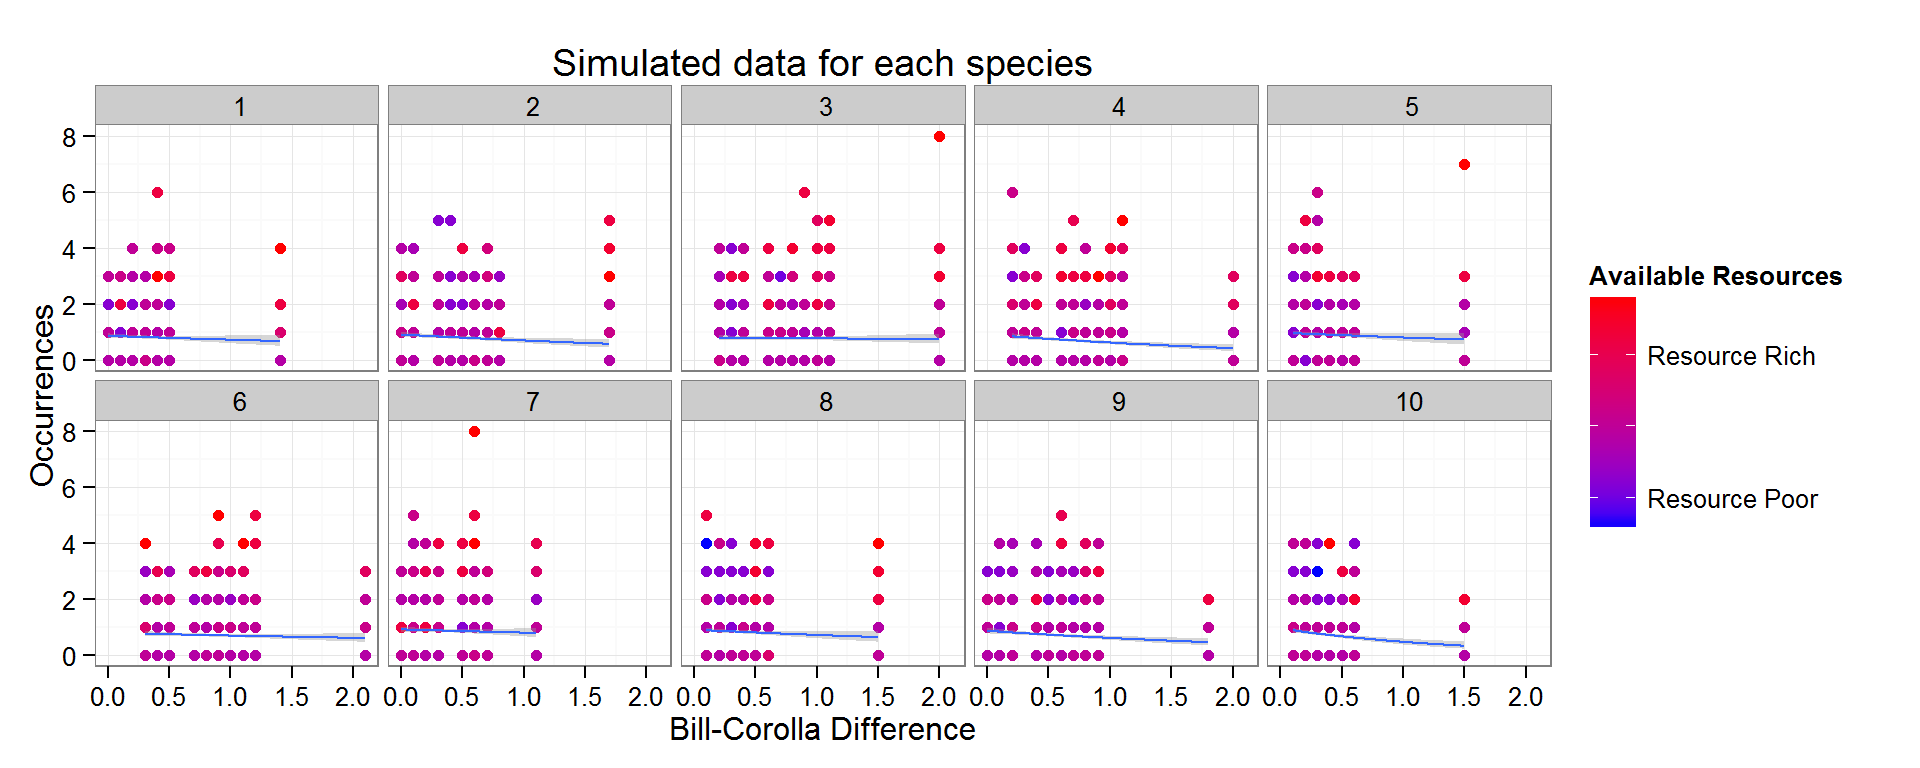 Simulated data for each species
1 2 3 4 5
8
6
4
2
0
6 7 8 9 10
8
6
4
2
0
Occurrences
0.0 0.5 1.0 1.5 2.0 0.0 0.5 1.0 1.5 2.0 0.0 0.5 1.0 1.5 2.0 0.0 0.5 1.0 1.5 2.0 0.0 0.5 1.0 1.5 2.0
Bill-Corolla Difference
Available Resources
Resource Rich
Resource Poor